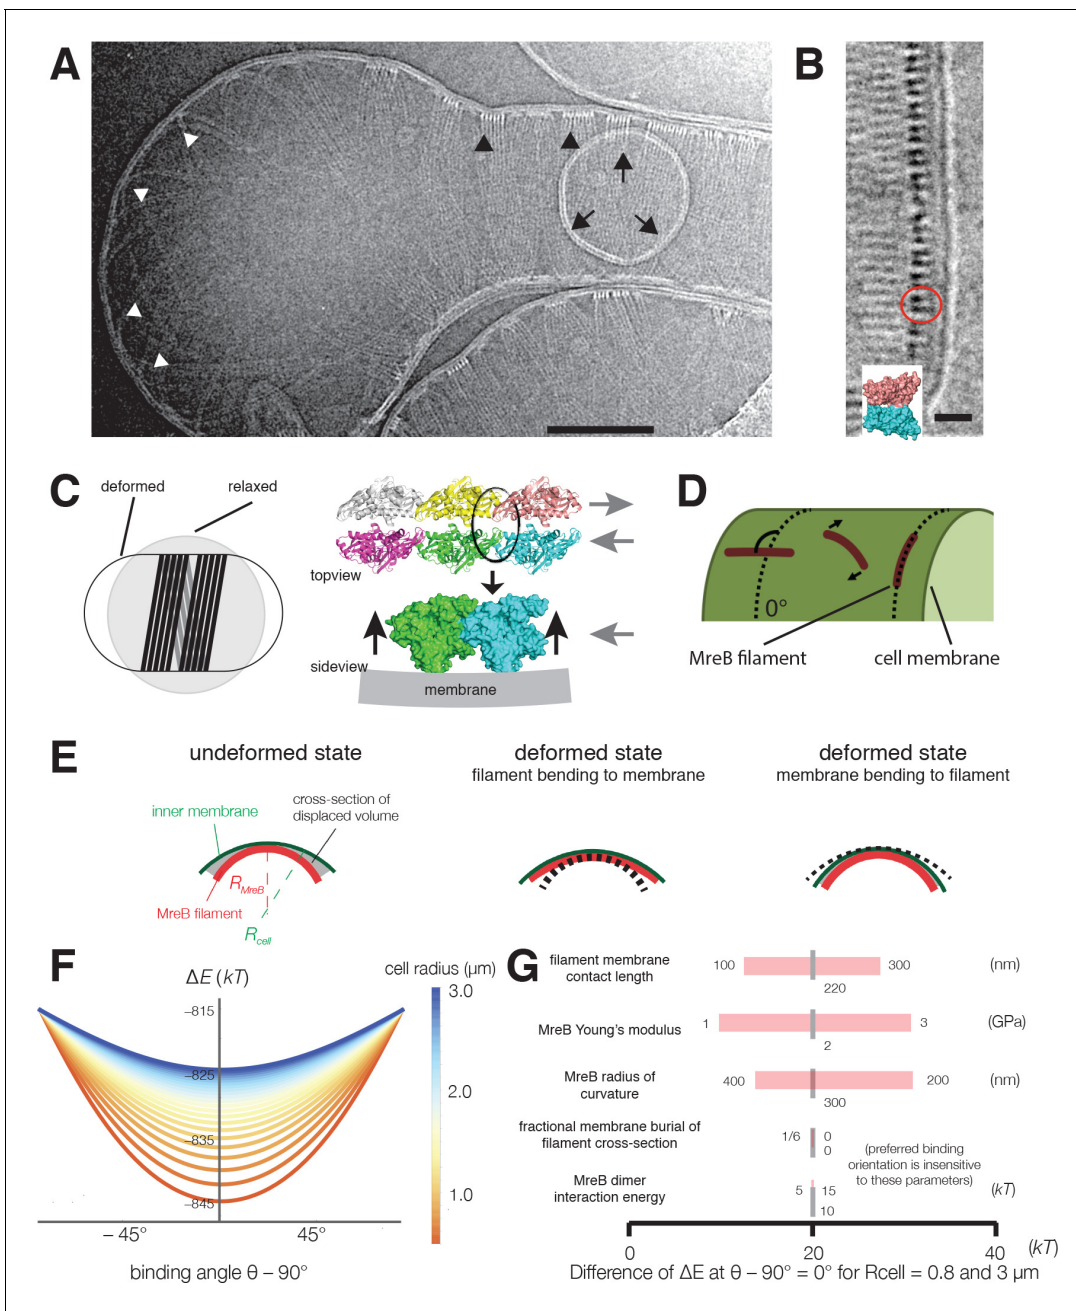 A
B
C
deformed
relaxed
topview
sideview
membrane
D
0°
MreB filament
cell membrane
E
undeformed state
deformed state
filament bending to membrane
deformed state
membrane bending to filament
inner membrane
cross-section of
displaced volume
RMreB
MreB filament
Rcell
F
ΔE (kT)
cell radius (μm)
−815
−825
−835
−845
3.0
2.0
1.0
− 45°
45°
binding angle θ − 90°
G
filament membrane
contact length
100
300
220
(nm)
MreB Young's modulus
1
3
2
(GPa)
MreB radius of
curvature
400
200
300
(nm)
fractional membrane burial of
filament cross-section
1/6
0
0
(preferred binding
orientation is insensitive
to these parameters)
MreB dimer
interaction energy
5
15
10
(kT)
0
20
40
(kT)
Difference of ΔE at θ − 90° = 0° for Rcell = 0.8 and 3 μm